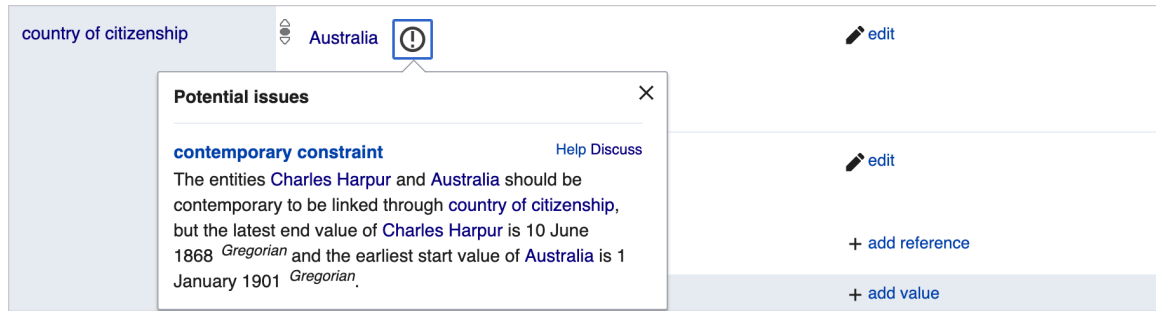 country of citizenship
Australia
edit
Potential issues
contemporary constraint
Help Discuss
The entities Charles Harpur and Australia should be
contemporary to be linked through country of citizenship,
but the latest end value of Charles Harpur is 10 June
1868 Gregorian and the earliest start value of Australia is 1
January 1901 Gregorian.
edit
+ add reference
+ add value